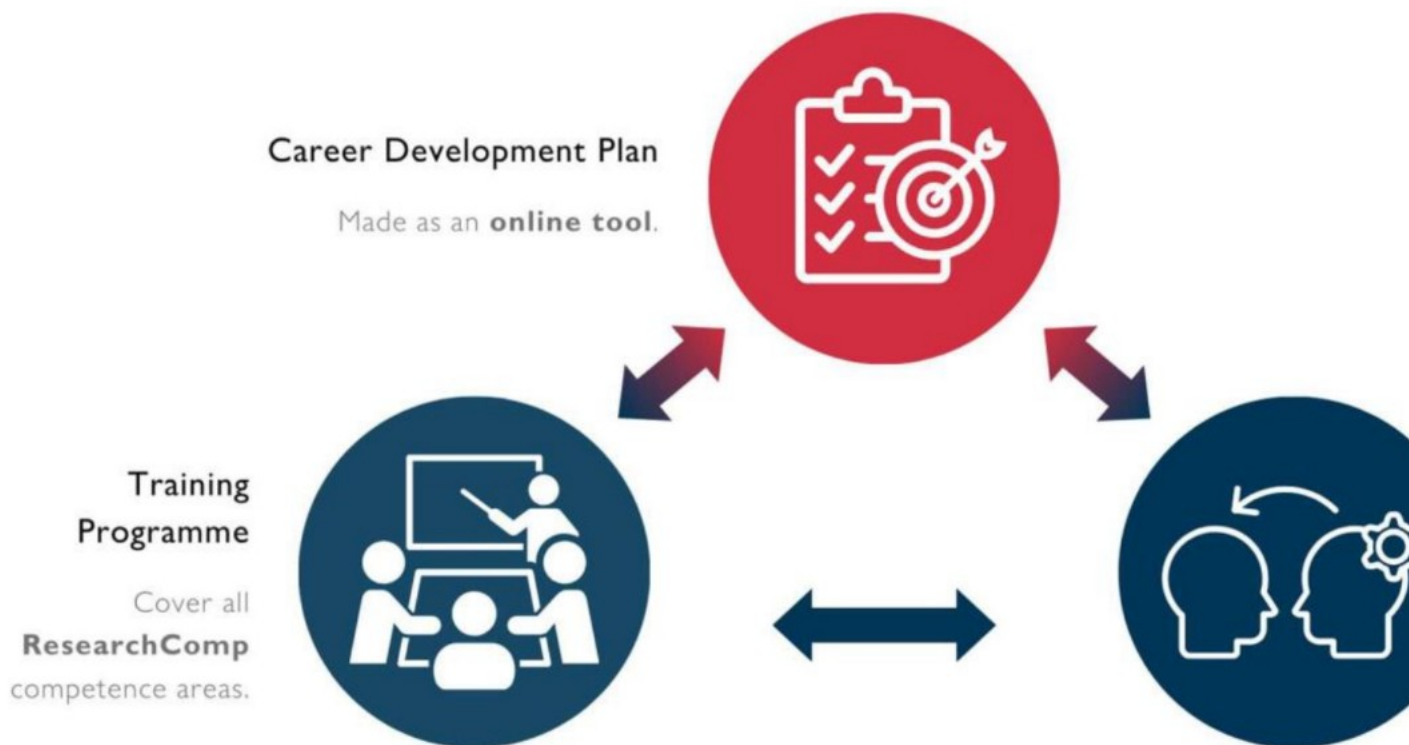 Career Development Plan
Made as an online tool.
Training
Programme
Cover all
ResearchComp
competence areas.